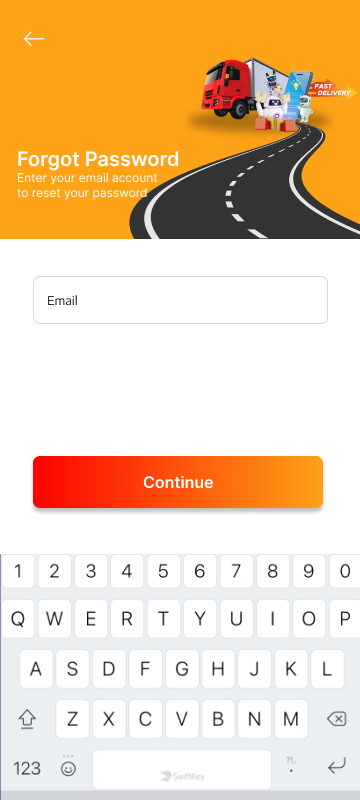 FAST
DELIVERY
Forgot Password
Enter your email account
to reset your password
Email
Continue
1 2 3 4 5 6 7 8 9 0
Q W E R T Y U I O P
A S D F G H J K L
Z X C V B N M
123 SwiftKey ?!, .